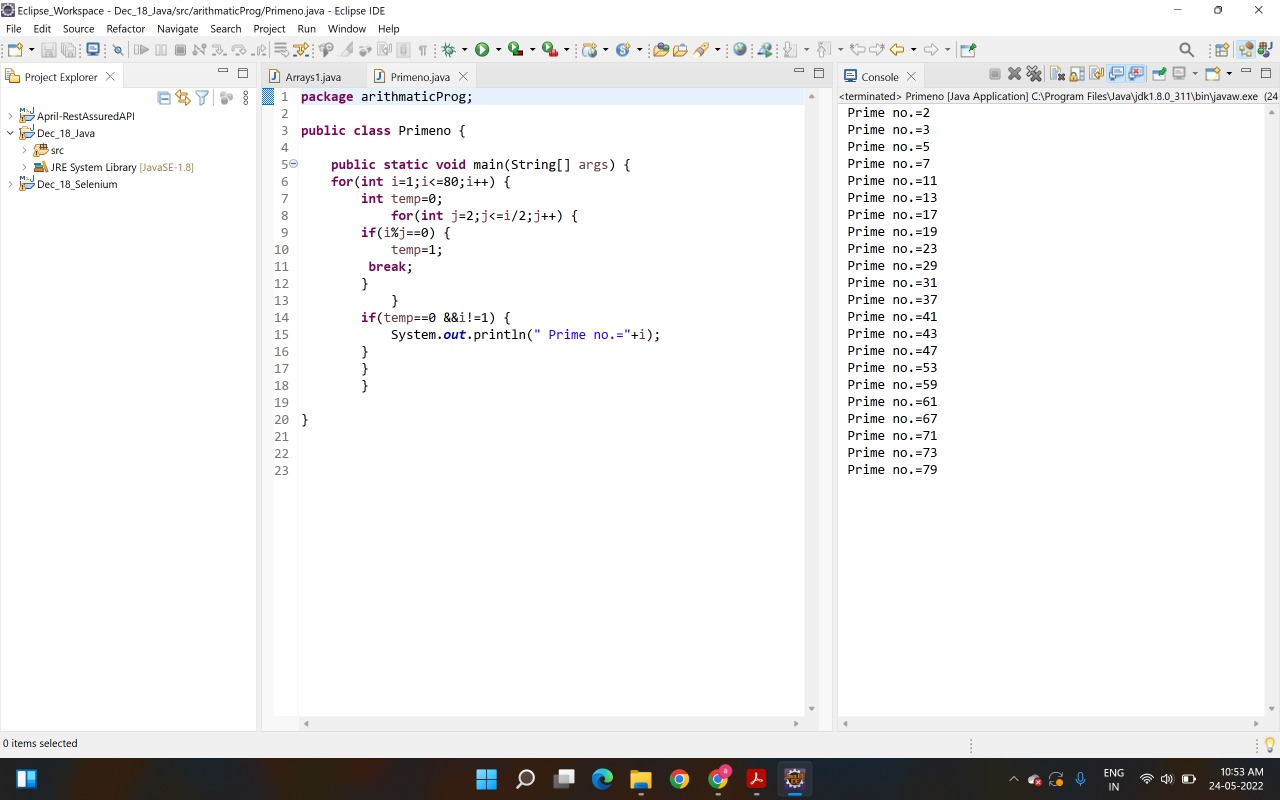 Eclipse_Workspace - Dec_18_Java/src/arithmaticProg/Primeno.java - Eclipse IDE
File Edit Source Refactor Navigate Search Project Run Window Help
Project Explorer
April-RestAssuredAPI
Dec_18_Java
src
JRE System Library [JavaSE-1.8]
Dec_18_Selenium
Arrays1.java Primeno.java
1 package arithmaticProg;
2
3 public class Primeno {
4
5 public static void main(String[] args) {
6 for(int i=1;i<=80;i++) {
7 int temp=0;
8 for(int j=2;j<=i/2;j++) {
9 if(i%j==0) {
10 temp=1;
11 break;
12 }
13 }
14 if(temp==0 &&i!=1) {
15 System.out.println(" Prime no.="+i);
16 }
17 }
18 }
19
20 }
21
22
23
Console
<terminated> Primeno [Java Application] C:\Program Files\Java\jdk1.8.0_311\bin\javaw.exe (24
Prime no.=2
Prime no.=3
Prime no.=5
Prime no.=7
Prime no.=11
Prime no.=13
Prime no.=17
Prime no.=19
Prime no.=23
Prime no.=29
Prime no.=31
Prime no.=37
Prime no.=41
Prime no.=43
Prime no.=47
Prime no.=53
Prime no.=59
Prime no.=61
Prime no.=67
Prime no.=71
Prime no.=73
Prime no.=79
0 items selected
ENG
IN
10:53 AM
24-05-2022